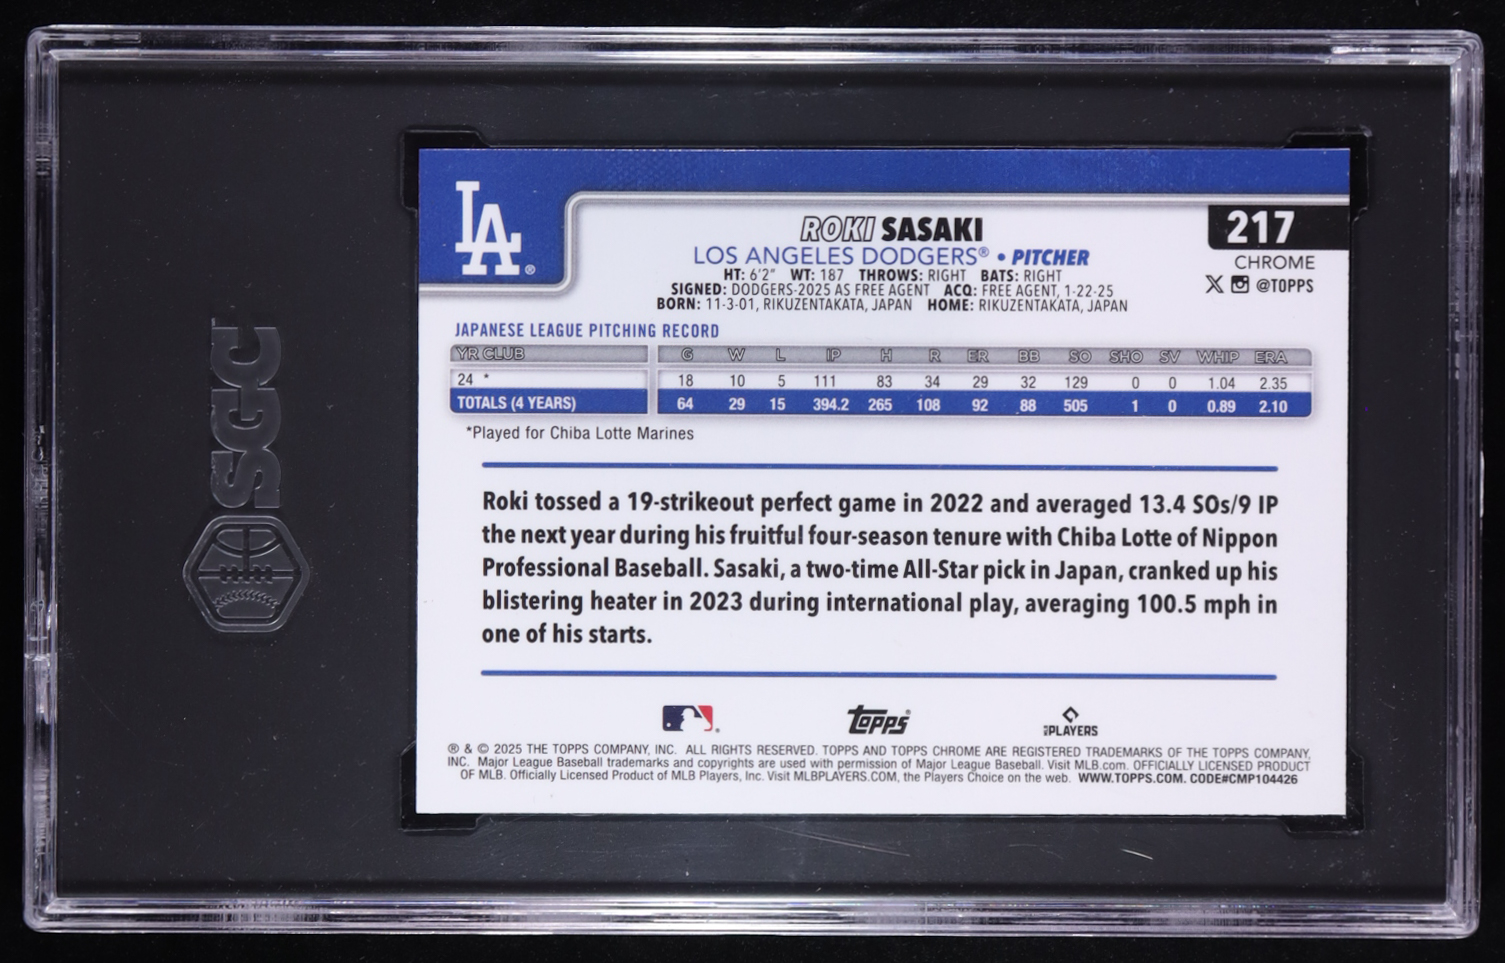 SGC
LA®
ROKI SASAKI
LOS ANGELES DODGERS® • PITCHER
HT: 6'2" WT: 187 THROWS: RIGHT BATS: RIGHT
SIGNED: DODGERS-2025 AS FREE AGENT ACQ: FREE AGENT, 1-22-25
BORN: 11-3-01, RIKUZENTAKATA, JAPAN HOME: RIKUZENTAKATA, JAPAN
217
CHROME
@TOPPS
JAPANESE LEAGUE PITCHING RECORD
YR CLUB G W L IP H R ER BB SO SHO SV WHIP ERA
24 * 18 10 5 111 83 34 29 32 129 0 0 1.04 2.35
TOTALS (4 YEARS) 64 29 15 394.2 265 108 92 88 505 1 0 0.89 2.10
*Played for Chiba Lotte Marines
Roki tossed a 19-strikeout perfect game in 2022 and averaged 13.4 SOs/9 IP
the next year during his fruitful four-season tenure with Chiba Lotte of Nippon
Professional Baseball. Sasaki, a two-time All-Star pick in Japan, cranked up his
blistering heater in 2023 during international play, averaging 100.5 mph in
one of his starts.
Topps®
MLB PLAYERS
® & © 2025 THE TOPPS COMPANY, INC. ALL RIGHTS RESERVED. TOPPS AND TOPPS CHROME ARE REGISTERED TRADEMARKS OF THE TOPPS COMPANY,
INC. Major League Baseball trademarks and copyrights are used with permission of Major League Baseball. Visit MLB.com. OFFICIALLY LICENSED PRODUCT
OF MLB. Officially Licensed Product of MLB Players, Inc. Visit MLBPLAYERS.COM, the Players Choice on the web. WWW.TOPPS.COM. CODE#CMP104426